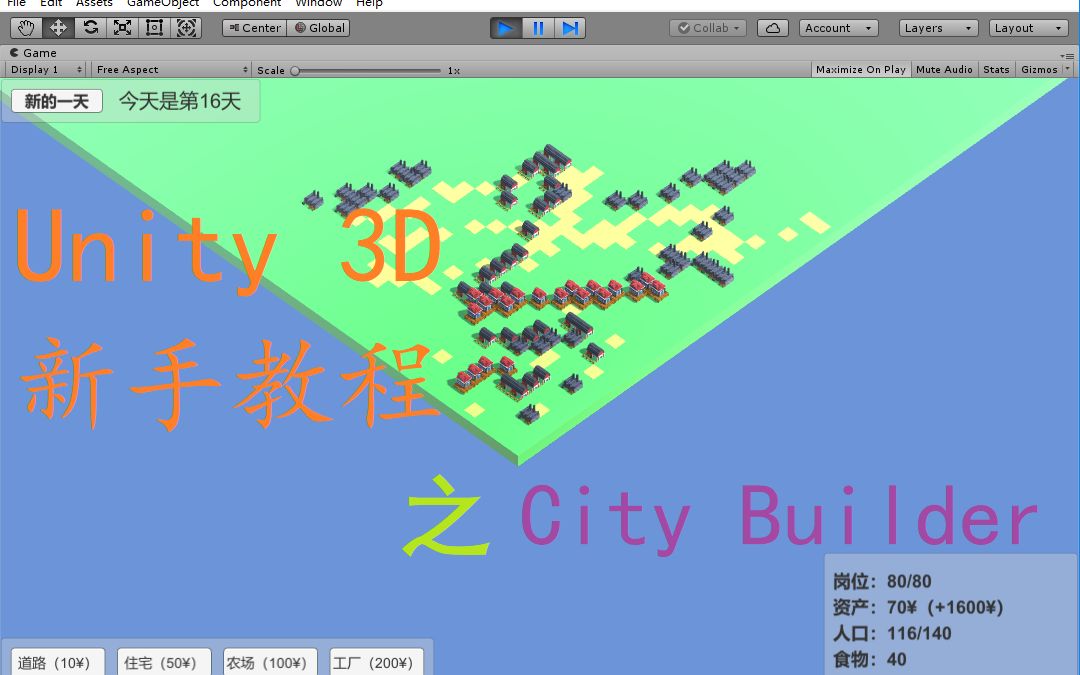 File Edit Assets GameObject Component Window Help
Center Global Collab Account Layers Layout
Game
Display 1 Free Aspect Scale 1x Maximize On Play Mute Audio Stats Gizmos
新的一天 今天是第16天
Unity 3D
新手教程
之 City Builder
岗位：80/80
资产：70¥（+1600¥）
人口：116/140
食物：40
道路（10¥） 住宅（50¥） 农场（100¥） 工厂（200¥）